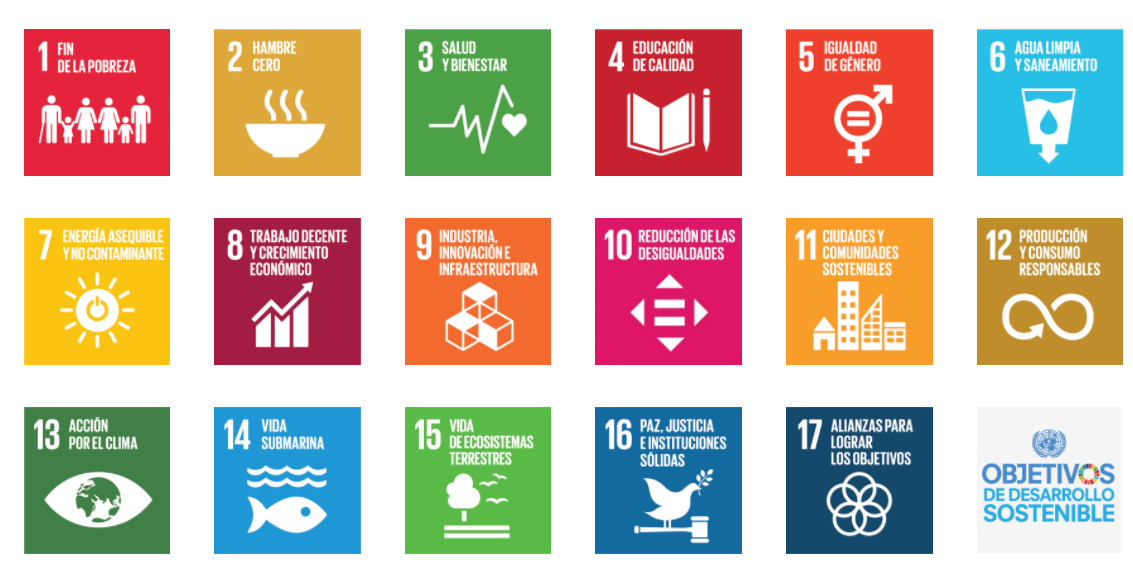 1 FIN
DE LA POBREZA
2 HAMBRE
CERO
3 SALUD
Y BIENESTAR
4 EDUCACIÓN
DE CALIDAD
5 IGUALDAD
DE GÉNERO
6 AGUA LIMPIA
Y SANEAMIENTO
7 ENERGÍA ASEQUIBLE
Y NO CONTAMINANTE
8 TRABAJO DECENTE
Y CRECIMIENTO
ECONÓMICO
9 INDUSTRIA,
INNOVACIÓN E
INFRAESTRUCTURA
10 REDUCCIÓN DE LAS
DESIGUALDADES
11 CIUDADES Y
COMUNIDADES
SOSTENIBLES
12 PRODUCCIÓN
Y CONSUMO
RESPONSABLES
13 ACCIÓN
POR EL CLIMA
14 VIDA
SUBMARINA
15 VIDA
DE ECOSISTEMAS
TERRESTRES
16 PAZ, JUSTICIA
E INSTITUCIONES
SÓLIDAS
17 ALIANZAS PARA
LOGRAR
LOS OBJETIVOS
OBJETIVOS
DE DESARROLLO
SOSTENIBLE